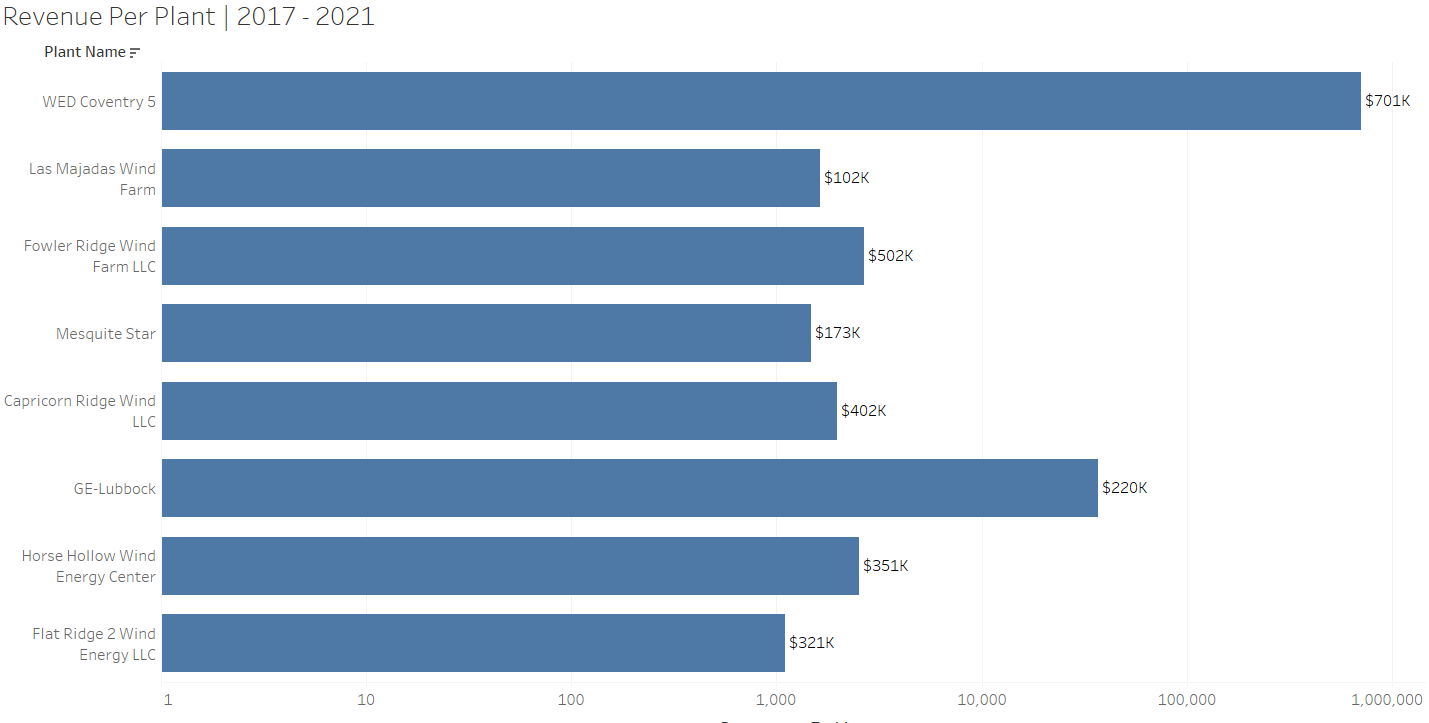 Revenue Per Plant | 2017 - 2021
Plant Name
WED Coventry 5
$701K
Las Majadas Wind
Farm
$102K
Fowler Ridge Wind
Farm LLC
$502K
Mesquite Star
$173K
Capricorn Ridge Wind
LLC
$402K
GE-Lubbock
$220K
Horse Hollow Wind
Energy Center
$351K
Flat Ridge 2 Wind
Energy LLC
$321K
1 10 100 1,000 10,000 100,000 1,000,000